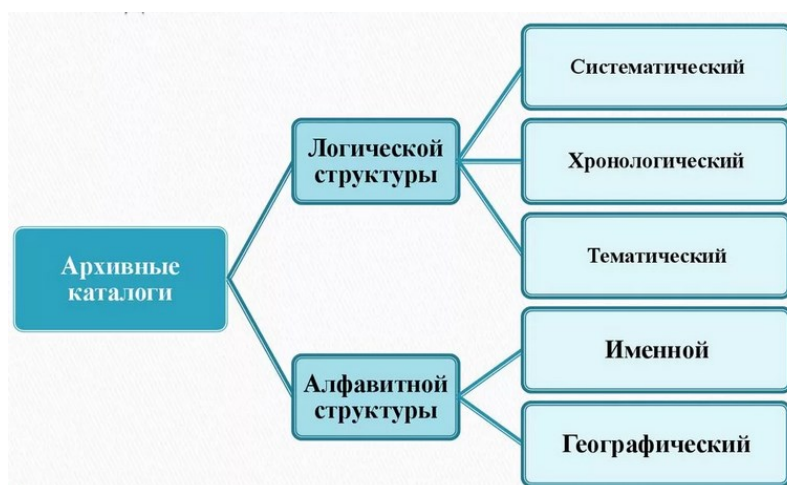 Систематический
Логической
структуры
Хронологический
Архивные
каталоги
Тематический
Алфавитной
структуры
Именной
Географический